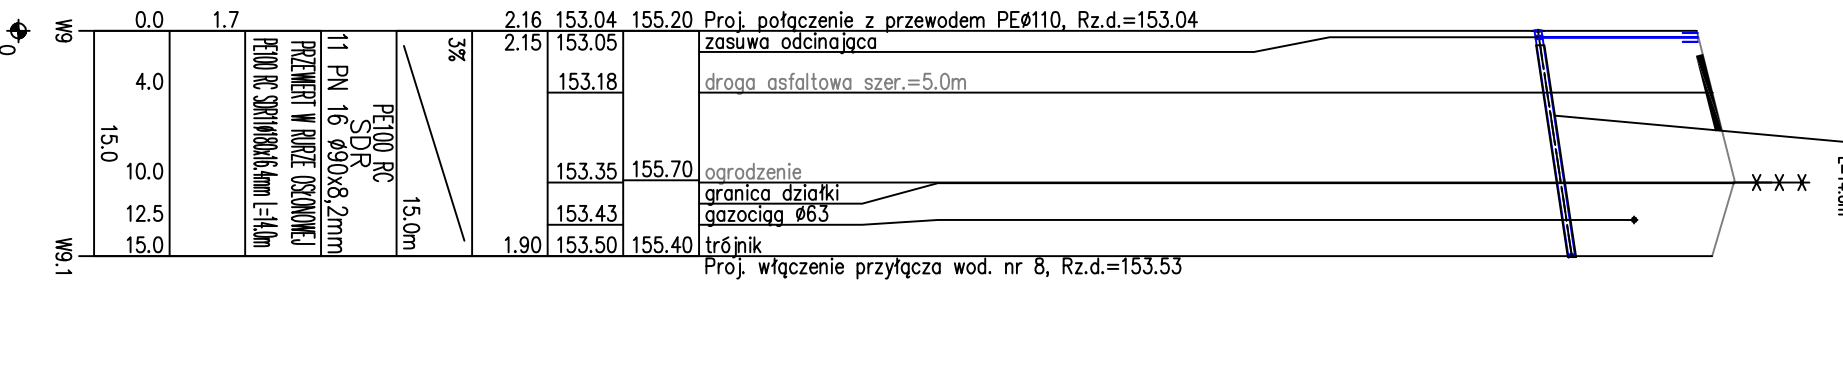 0
W9
W9.1
0.0
4.0
10.0
12.5
15.0
15.0
1.7
PE100 RC SDR11Ø180x16.4mm L=14.0m
PRZEWIERT W RURZE OSŁONOWEJ
PE100 RC
SDR
11 PN 16 Ø90x8,2mm
3%
15.0m
2.16
2.15
1.90
153.04
153.05
153.18
153.35
153.43
153.50
155.20
155.70
155.40
Proj. połączenie z przewodem PEØ110, Rz.d.=153.04
zasuwa odcinająca
droga asfaltowa szer.=5.0m
ogrodzenie
granica działki
gazociąg Ø63
trójnik
Proj. włączenie przyłącza wod. nr 8, Rz.d.=153.53